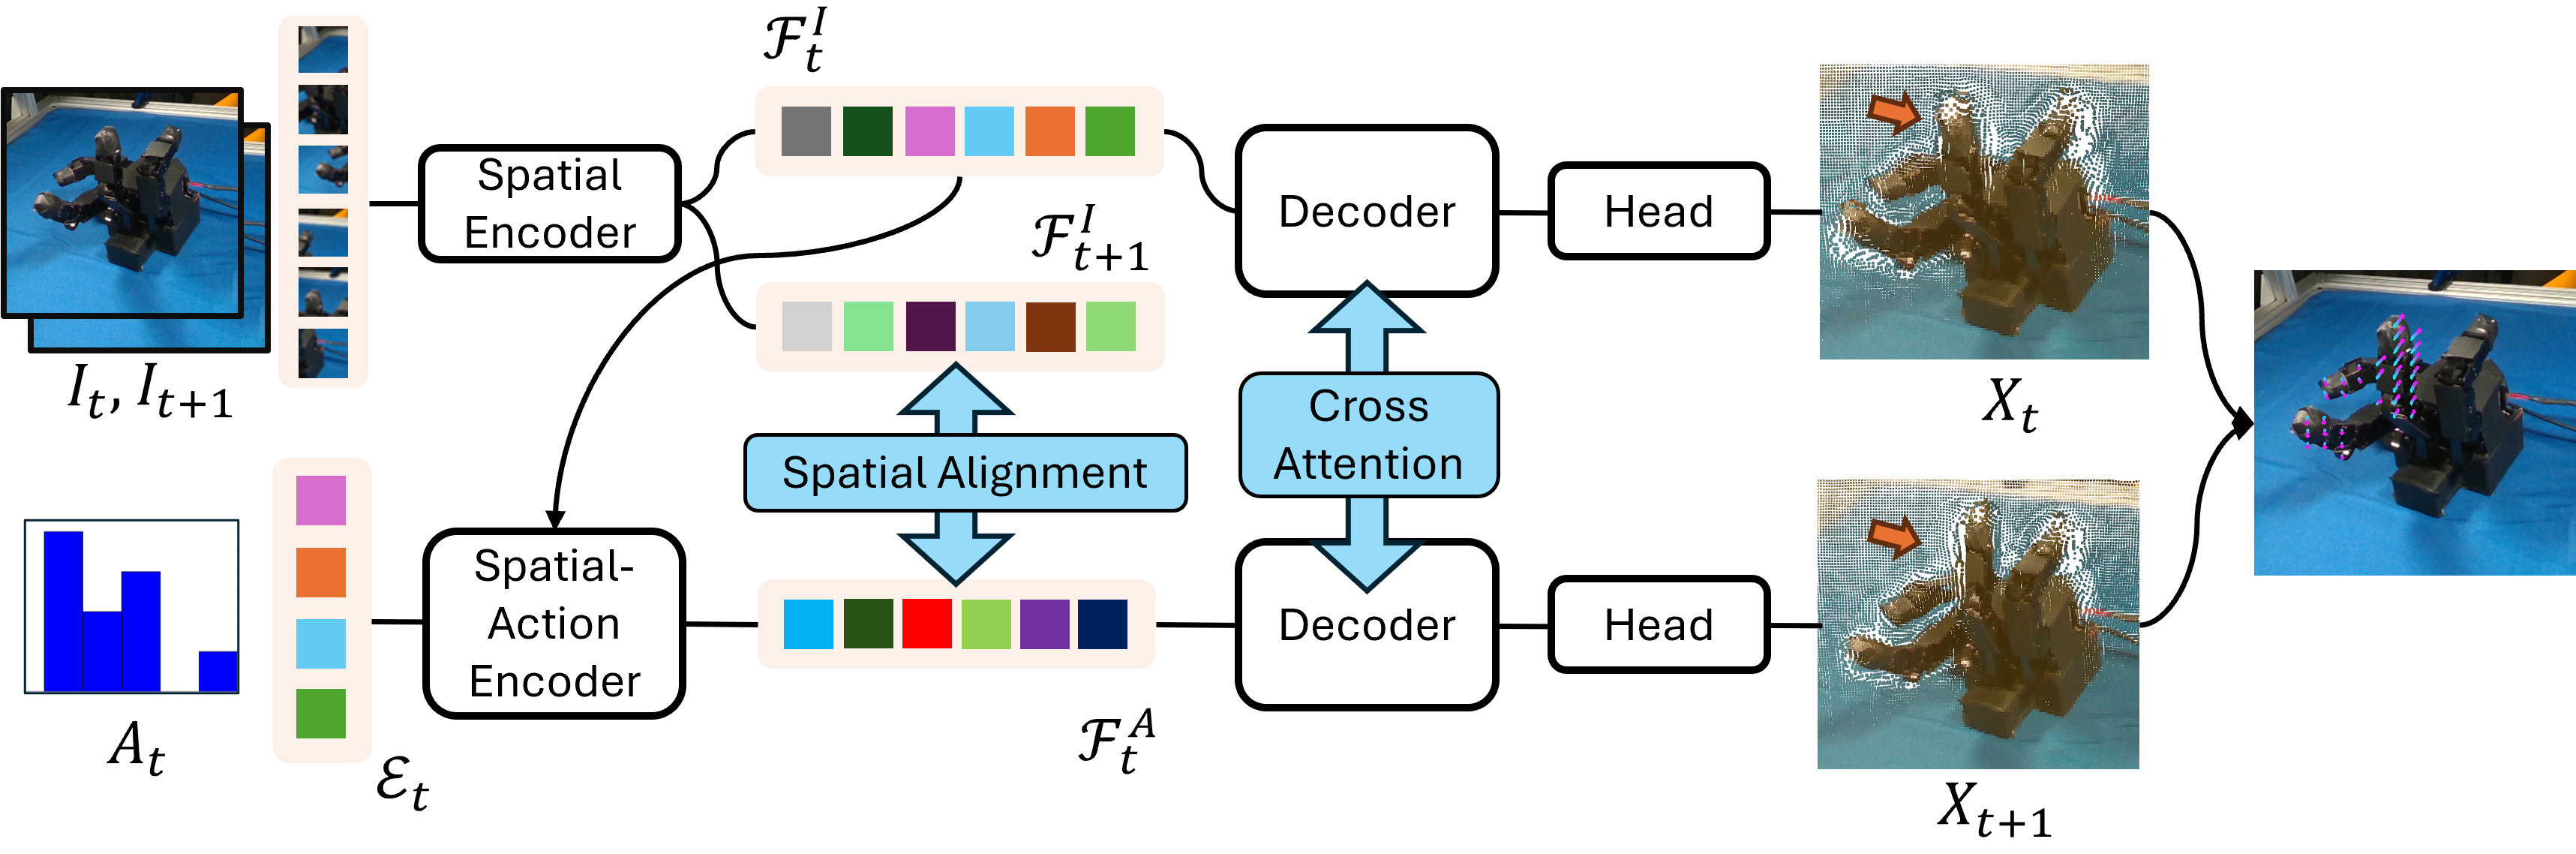 I_t, I_{t+1}
A_t
ℰ_t
Spatial
Encoder
Spatial-
Action
Encoder
ℱ_t^I
ℱ_{t+1}^I
Spatial Alignment
ℱ_t^A
Decoder
Cross
Attention
Decoder
Head
Head
X_t
X_{t+1}